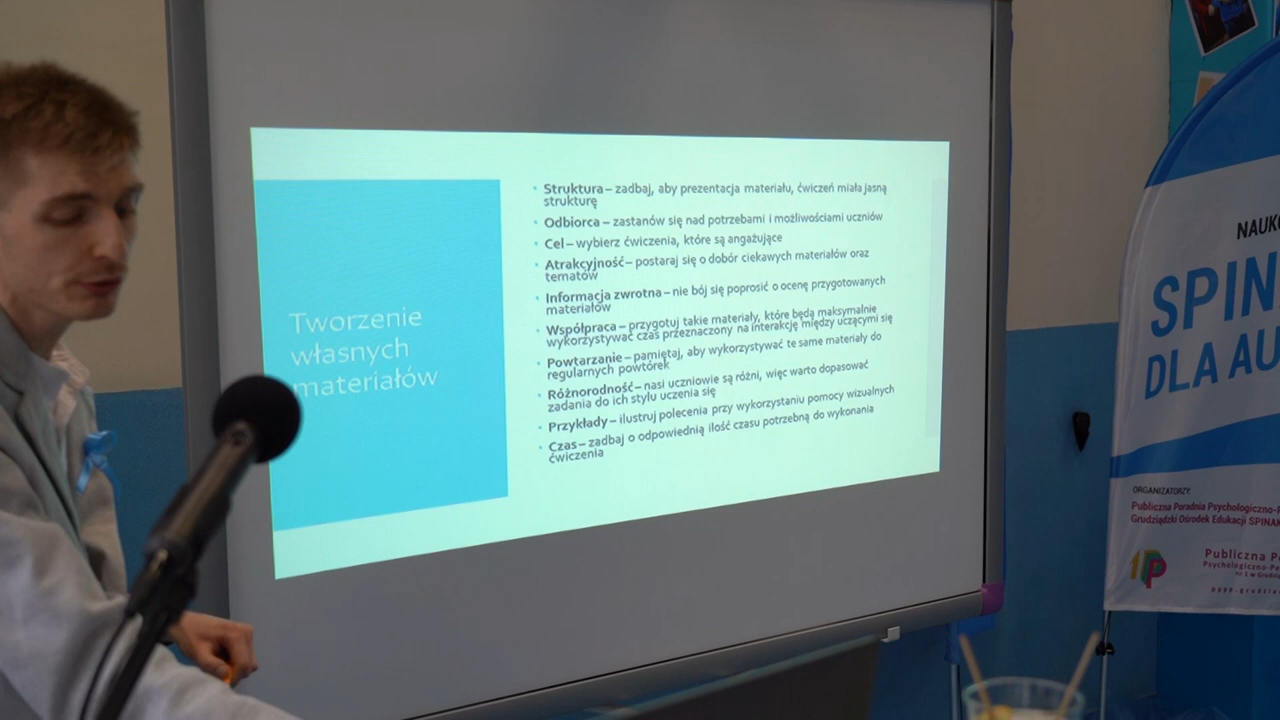 Tworzenie
własnych
materiałów
Struktura – zadbaj, aby prezentacja materiału, ćwiczeń miała jasną
strukturę
Odbiorca – zastanów się nad potrzebami i możliwościami uczniów
Cel – wybierz ćwiczenia, które są angażujące
Atrakcyjność – postaraj się o dobór ciekawych materiałów oraz
tematów
Informacja zwrotna – nie bój się poprosić o ocenę przygotowanych
materiałów
Współpraca – przygotuj takie materiały, które będą maksymalnie
wykorzystywać czas przeznaczony na interakcję między uczącymi się
Powtarzanie – pamiętaj, aby wykorzystywać te same materiały do
regularnych powtórek
Różnorodność – nasi uczniowie są różni, więc warto dopasować
zadania do ich stylu uczenia się
Przykłady – ilustruj polecenia przy wykorzystaniu pomocy wizualnych
Czas – zadbaj o odpowiednią ilość czasu potrzebną do wykonania
ćwiczenia
NAUKO
SPIN
DLA AU
ORGANIZATORZY:
Publiczna Poradnia Psychologiczno-P
Grudziądzki Ośrodek Edukacji SPINAK
Publiczna P
Psychologiczno-Pe
nr 1 w Grudzi